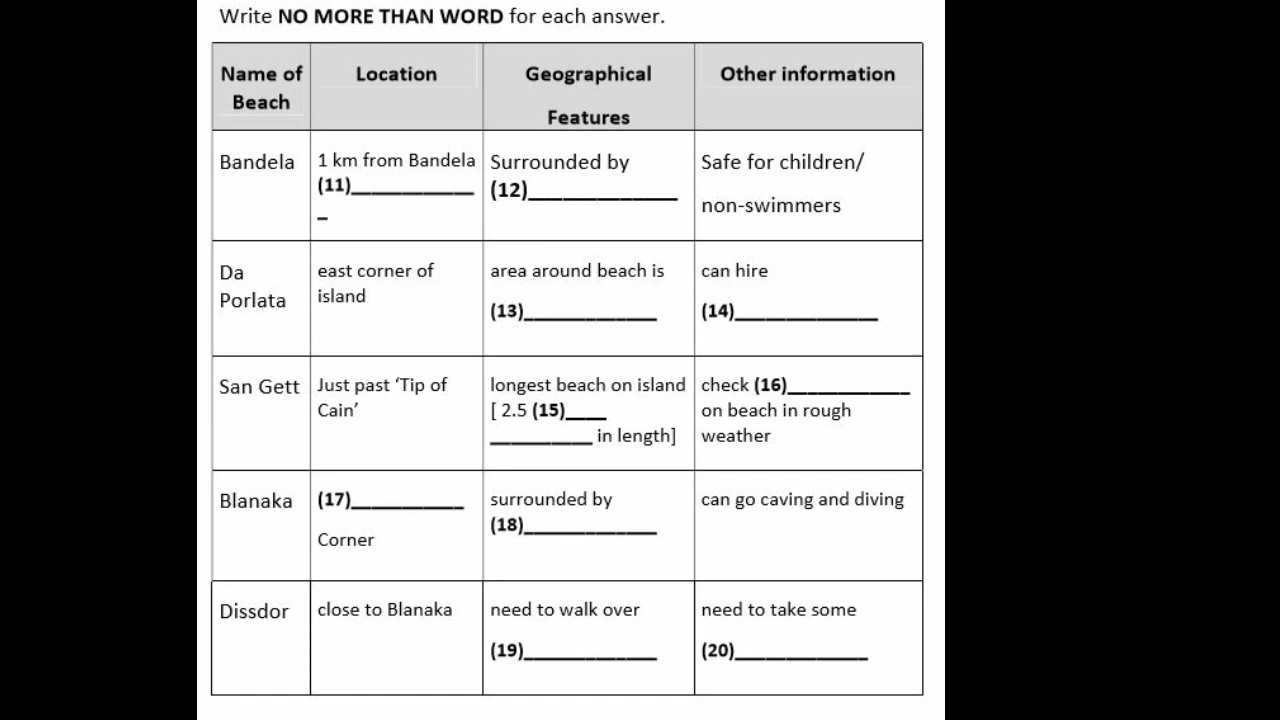 Write NO MORE THAN WORD for each answer.
Name of
Beach
Location
Geographical
Features
Other information
Bandela
1 km from Bandela
(11)____________
_
Surrounded by
(12)______________
Safe for children/
non-swimmers
Da
Porlata
east corner of
island
area around beach is
(13)_____________
can hire
(14)______________
San Gett
Just past ‘Tip of
Cain’
longest beach on island
[ 2.5 (15)____
__________ in length]
check (16)____________
on beach in rough
weather
Blanaka
(17)___________
Corner
surrounded by
(18)_____________
can go caving and diving
Dissdor
close to Blanaka
need to walk over
(19)_____________
need to take some
(20)_____________